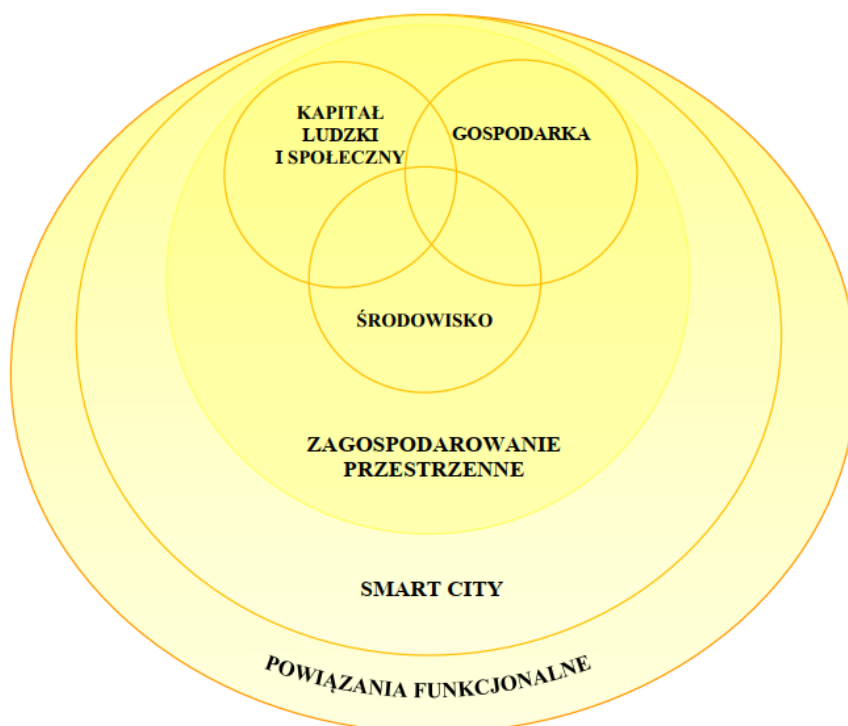 KAPITAŁ
LUDZKI
I SPOŁECZNY
GOSPODARKA
ŚRODOWISKO
ZAGOSPODAROWANIE
PRZESTRZENNE
SMART CITY
POWIĄZANIA FUNKCJONALNE